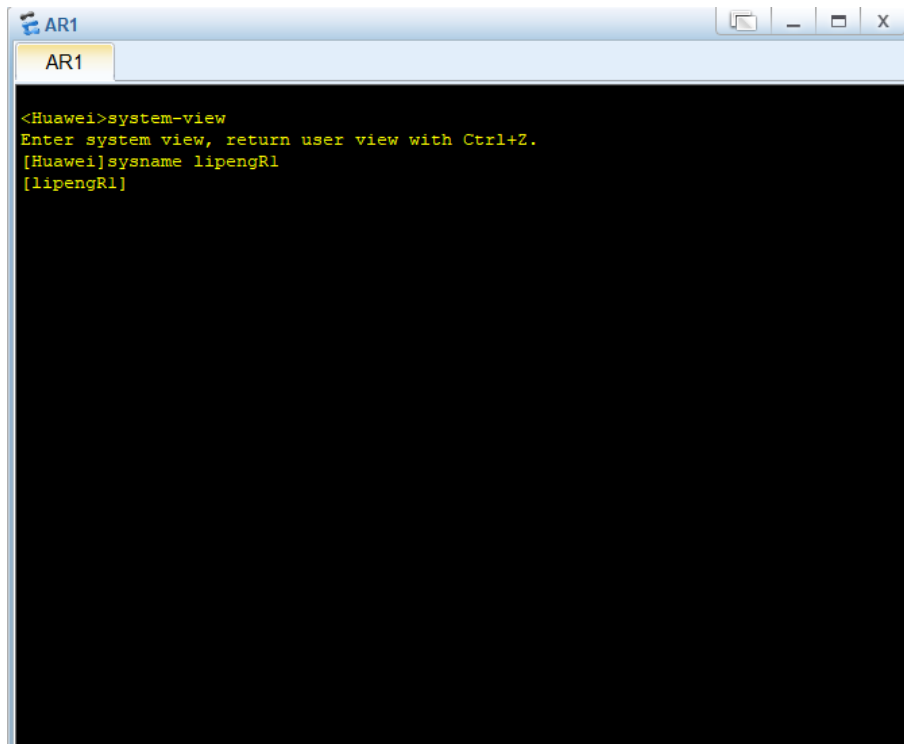 AR1
X
AR1
<Huawei>system-view
Enter system view, return user view with Ctrl+Z.
[Huawei]sysname lipengR1
[lipengR1]